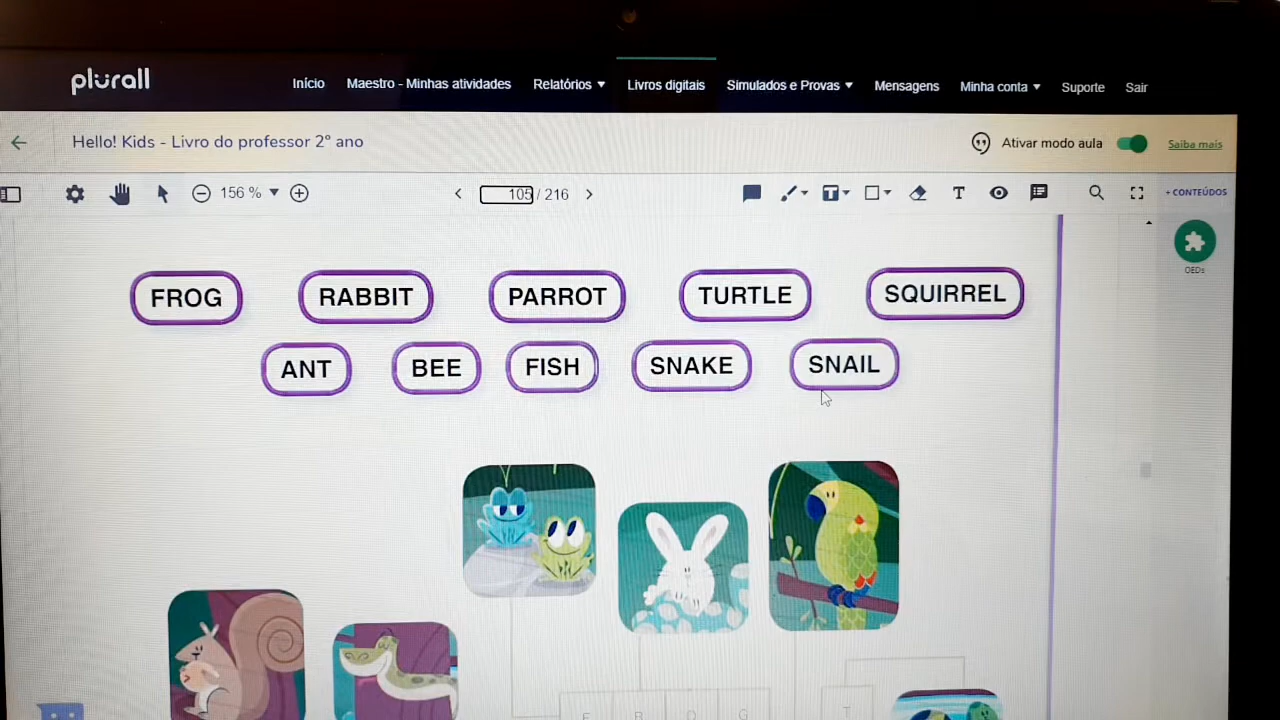 plurall
Início Maestro - Minhas atividades Relatórios Livros digitais Simulados e Provas Mensagens Minha conta Suporte Sair
Hello! Kids - Livro do professor 2º ano Ativar modo aula Saiba mais
156 % 105 / 216 T T + CONTEÚDOS
OEDs
FROG RABBIT PARROT TURTLE SQUIRREL
ANT BEE FISH SNAKE SNAIL
F R O G T